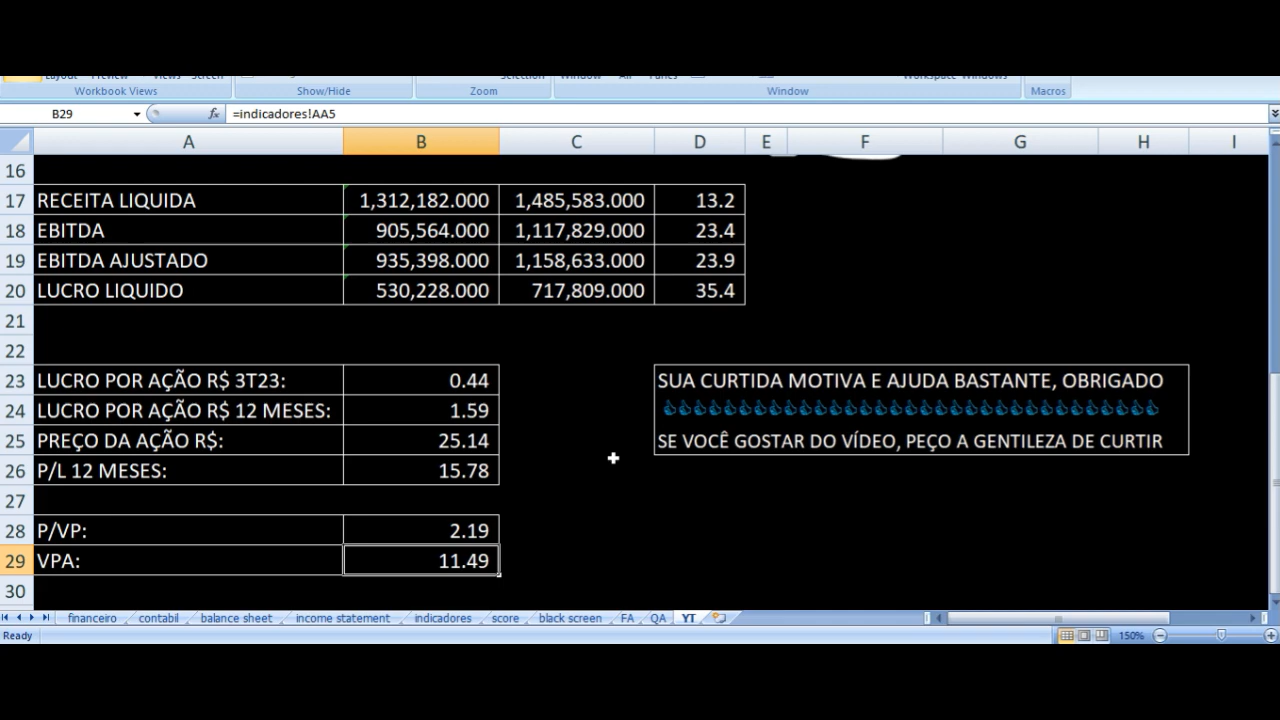 Workbook Views Show/Hide Zoom Window Macros
B29 fx =indicadores!AA5
A B C D E F G H I
16
17 RECEITA LIQUIDA 1,312,182.000 1,485,583.000 13.2
18 EBITDA 905,564.000 1,117,829.000 23.4
19 EBITDA AJUSTADO 935,398.000 1,158,633.000 23.9
20 LUCRO LIQUIDO 530,228.000 717,809.000 35.4
21
22
23 LUCRO POR AÇÃO R$ 3T23: 0.44 SUA CURTIDA MOTIVA E AJUDA BASTANTE, OBRIGADO
24 LUCRO POR AÇÃO R$ 12 MESES: 1.59
25 PREÇO DA AÇÃO R$: 25.14 SE VOCÊ GOSTAR DO VÍDEO, PEÇO A GENTILEZA DE CURTIR
26 P/L 12 MESES: 15.78
27
28 P/VP: 2.19
29 VPA: 11.49
30
financeiro contabil balance sheet income statement indicadores score black screen FA QA YT
Ready 150%